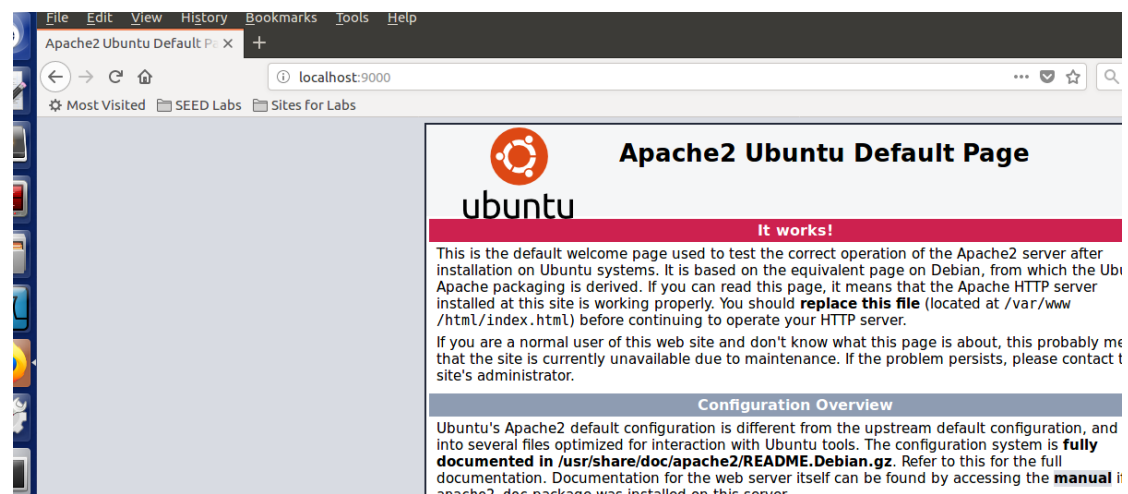 File Edit View History Bookmarks Tools Help
Apache2 Ubuntu Default
localhost:9000
Most Visited SEED Labs Sites for Labs
ubuntu
Apache2 Ubuntu Default Page
It works!
This is the default welcome page used to test the correct operation of the Apache2 server after
installation on Ubuntu systems. It is based on the equivalent page on Debian, from which the
Apache packaging is derived. If you can read this page, it means that the Apache HTTP server
installed at this site is working properly. You should replace this file (located at /var/www
/html/index.html) before continuing to operate your HTTP server.
If you are a normal user of this web site and don't know what this page is about, this probably
that the site is currently unavailable due to maintenance. If the problem persists, please contact
site's administrator.
Configuration Overview
Ubuntu's Apache2 default configuration is different from the upstream default configuration, and
into several files optimized for interaction with Ubuntu tools. The configuration system is fully
documented in /usr/share/doc/apache2/README.Debian.gz. Refer to this for the full
documentation. Documentation for the web server itself can be found by accessing the manual
apache2-doc package was installed on this server.